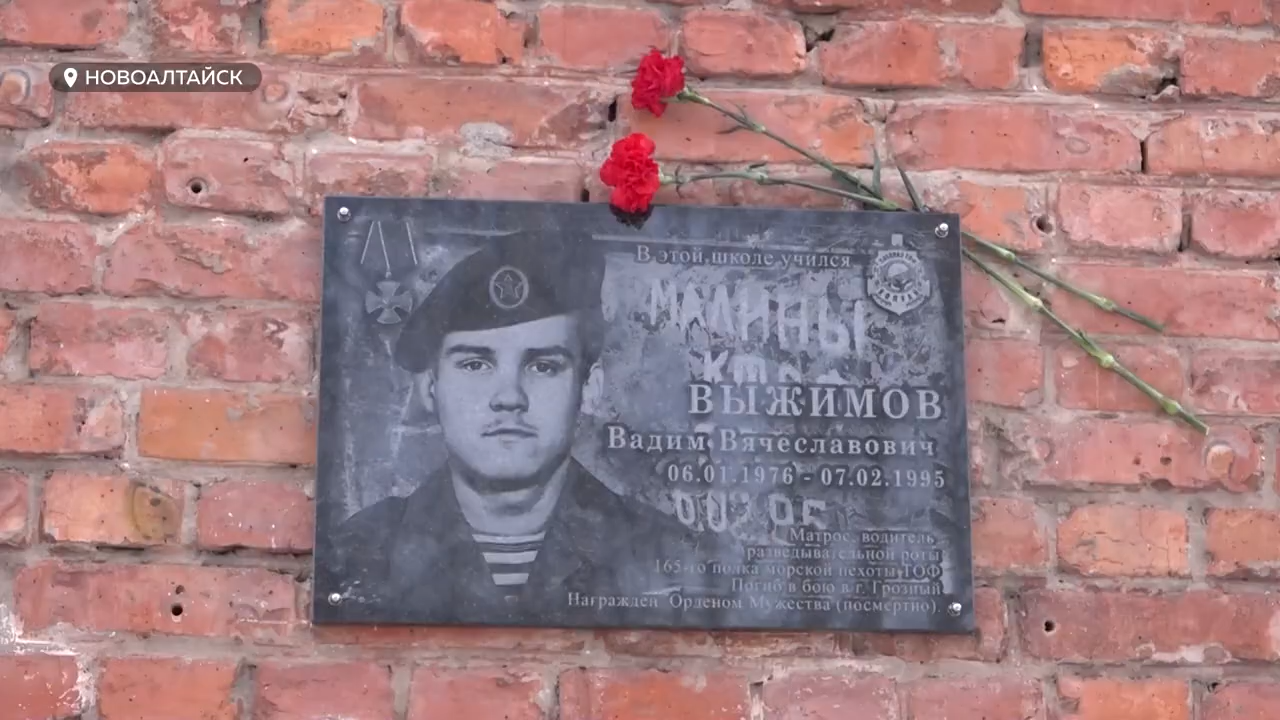 НОВОАЛТАЙСК
В этой школе учился
МАЛИНЫ
ВЫЖИМОВ
Вадим Вячеславович
06.01.1976 - 07.02.1995
Матрос, водитель
разведывательной роты
165-го полка морской пехоты ТОФ
Погиб в бою в г. Грозный
Награжден Орденом Мужества (посмертно).